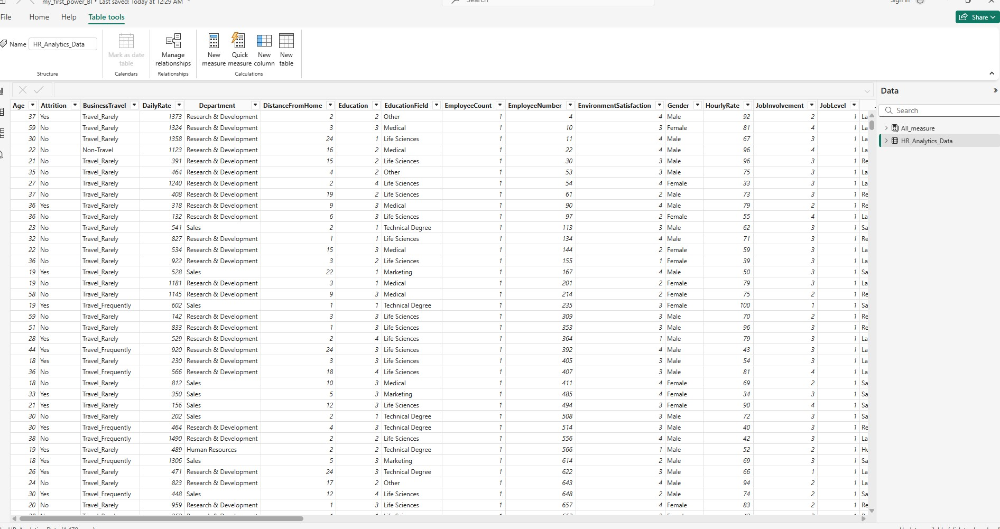 my_first_power_BI • Last saved: Today at 12:29 AM
Search
Sign in
File Home Help Table tools
Share
Name HR_Analytics_Data
Mark as date table
Manage relationships
New measure
Quick measure
New column
New table
Structure Calendars Relationships Calculations
Data
Search
All_measure
HR_Analytics_Data
Age Attrition BusinessTravel DailyRate Department DistanceFromHome Education EducationField EmployeeCount EmployeeNumber EnvironmentSatisfaction Gender HourlyRate JobInvolvement JobLevel
37 Yes Travel_Rarely 1373 Research & Development 2 2 Other 1 4 4 Male 92 2 1 La
59 No Travel_Rarely 1324 Research & Development 3 3 Medical 1 10 3 Female 81 4 1 La
30 No Travel_Rarely 1358 Research & Development 24 1 Life Sciences 1 11 4 Male 67 3 1 La
22 No Non-Travel 1123 Research & Development 16 2 Medical 1 22 4 Male 96 4 1 La
21 No Travel_Rarely 391 Research & Development 15 2 Life Sciences 1 30 3 Male 96 3 1 Re
35 No Travel_Rarely 464 Research & Development 4 2 Other 1 53 3 Male 75 3 1 La
27 No Travel_Rarely 1240 Research & Development 2 4 Life Sciences 1 54 4 Female 33 3 1 La
37 No Travel_Rarely 408 Research & Development 19 2 Life Sciences 1 61 2 Male 73 3 1 Re
36 Yes Travel_Rarely 318 Research & Development 9 3 Medical 1 90 4 Male 79 2 1 Re
36 No Travel_Rarely 132 Research & Development 6 3 Life Sciences 1 97 2 Female 55 4 1 La
23 No Travel_Rarely 541 Sales 2 1 Technical Degree 1 113 3 Male 62 3 1 Sa
32 No Travel_Rarely 827 Research & Development 1 1 Life Sciences 1 134 4 Male 71 3 1 Re
22 No Travel_Rarely 534 Research & Development 15 3 Medical 1 144 2 Female 59 3 1 La
36 No Travel_Rarely 922 Research & Development 3 2 Life Sciences 1 155 1 Female 39 3 1 La
19 Yes Travel_Rarely 528 Sales 22 1 Marketing 1 167 4 Male 50 3 1 Sa
19 No Travel_Rarely 1181 Research & Development 3 1 Medical 1 201 2 Female 79 3 1 La
58 No Travel_Rarely 1145 Research & Development 9 3 Medical 1 214 2 Female 75 2 1 Re
19 Yes Travel_Frequently 602 Sales 1 1 Technical Degree 1 235 3 Female 100 1 1 Sa
59 No Travel_Rarely 142 Research & Development 3 3 Life Sciences 1 309 3 Male 70 2 1 Re
51 No Travel_Rarely 833 Research & Development 1 3 Life Sciences 1 353 3 Male 96 3 1 Re
28 Yes Travel_Rarely 529 Research & Development 2 4 Life Sciences 1 364 1 Male 79 3 1 La
44 Yes Travel_Frequently 920 Research & Development 24 3 Life Sciences 1 392 4 Male 43 3 1 La
18 Yes Travel_Rarely 230 Research & Development 3 3 Life Sciences 1 405 3 Male 54 3 1 La
36 No Travel_Frequently 566 Research & Development 18 4 Life Sciences 1 407 3 Male 81 4 1 La
18 No Travel_Rarely 812 Sales 10 3 Medical 1 411 4 Female 69 2 1 Sa
33 Yes Travel_Rarely 350 Sales 5 3 Marketing 1 485 4 Female 34 3 1 Sa
21 Yes Travel_Rarely 156 Sales 12 3 Life Sciences 1 494 3 Female 90 4 1 Sa
30 No Travel_Rarely 202 Sales 2 1 Technical Degree 1 508 3 Male 72 3 1 Sa
30 Yes Travel_Frequently 464 Research & Development 4 3 Technical Degree 1 514 3 Male 40 3 1 Re
38 No Travel_Frequently 1490 Research & Development 2 2 Life Sciences 1 556 4 Male 42 3 1 La
19 Yes Travel_Rarely 489 Human Resources 2 2 Technical Degree 1 566 1 Male 52 2 1 Hu
18 Yes Travel_Frequently 1306 Sales 5 3 Marketing 1 614 2 Male 69 3 1 Sa
26 Yes Travel_Rarely 471 Research & Development 24 3 Technical Degree 1 622 3 Male 66 1 1 La
24 No Travel_Rarely 823 Research & Development 17 2 Other 1 643 4 Male 94 2 1 La
30 Yes Travel_Frequently 448 Sales 12 4 Life Sciences 1 648 2 Male 74 2 1 Sa
20 No Travel_Rarely 959 Research & Development 1 3 Life Sciences 1 657 4 Female 83 2 1 Re